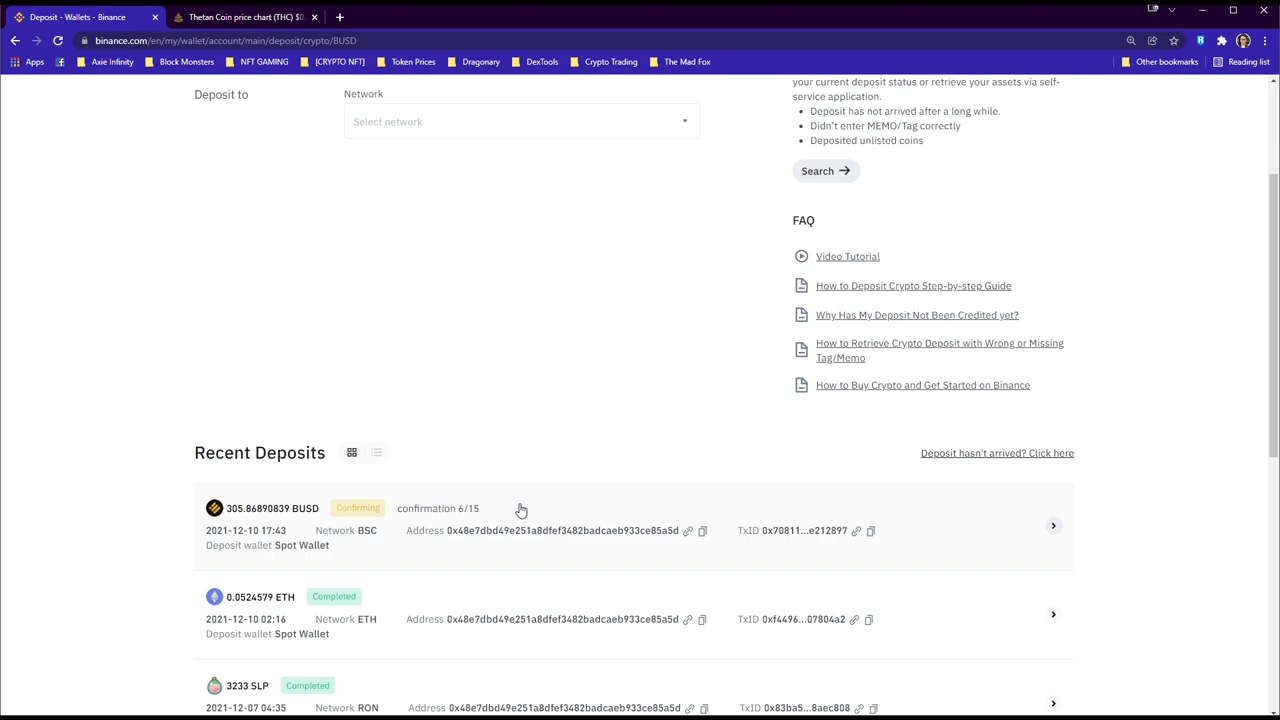 Deposit - Wallets - Binance
Thetan Coin price chart (THC) $0.
binance.com/en/my/wallet/account/main/deposit/crypto/BUSD
Apps
Axie Infinity
Block Monsters
NFT GAMING
[CRYPTO NFT]
Token Prices
Dragonary
DexTools
Crypto Trading
The Mad Fox
Other bookmarks
Reading list
Deposit to
Network
Select network
your current deposit status or retrieve your assets via self-
service application.
• Deposit has not arrived after a long while.
• Didn't enter MEMO/Tag correctly
• Deposited unlisted coins
Search →
FAQ
Video Tutorial
How to Deposit Crypto Step-by-step Guide
Why Has My Deposit Not Been Credited yet?
How to Retrieve Crypto Deposit with Wrong or Missing
Tag/Memo
How to Buy Crypto and Get Started on Binance
Recent Deposits
Deposit hasn't arrived? Click here
305.86890839 BUSD Confirming confirmation 6/15
2021-12-10 17:43 Network BSC Address 0x48e7dbd49e251a8dfef3482badcaeb933ce85a5d TxID 0x70811...e212897
Deposit wallet Spot Wallet
0.0524579 ETH Completed
2021-12-10 02:16 Network ETH Address 0x48e7dbd49e251a8dfef3482badcaeb933ce85a5d TxID 0xf4496...07804a2
Deposit wallet Spot Wallet
3233 SLP Completed
2021-12-07 04:35 Network RON Address 0x48e7dbd49e251a8dfef3482badcaeb933ce85a5d TxID 0x83ba5...8aec808